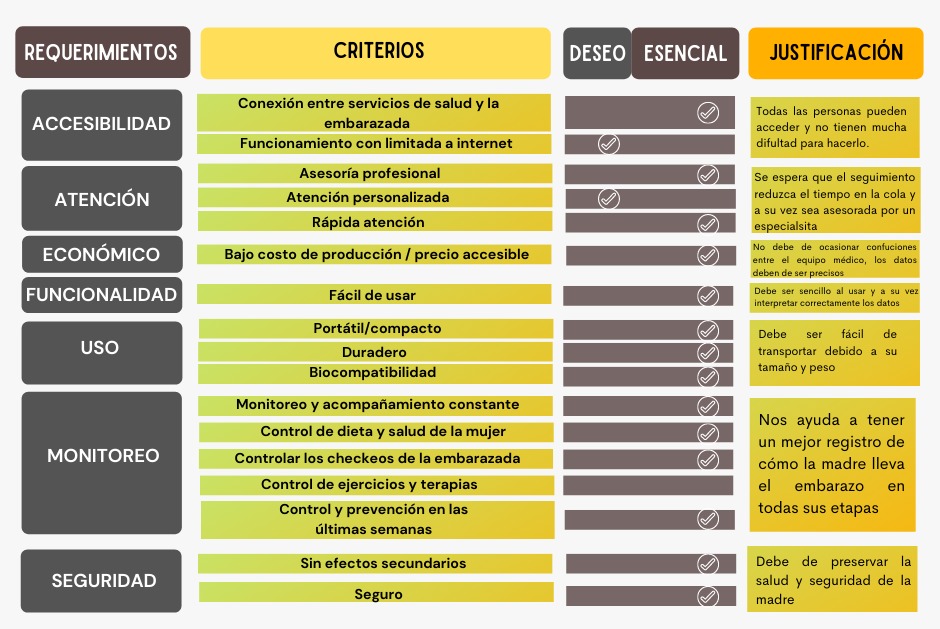 REQUERIMIENTOS CRITERIOS DESEO ESENCIAL JUSTIFICACIÓN
ACCESIBILIDAD
Conexión entre servicios de salud y la
embarazada
Funcionamiento con limitada a internet
Todas las personas pueden
acceder y no tienen mucha
difultad para hacerlo.
ATENCIÓN
Asesoría profesional
Atención personalizada
Rápida atención
Se espera que el seguimiento
reduzca el tiempo en la cola y
a su vez sea asesorada por un
especialsita
ECONÓMICO
Bajo costo de producción / precio accesible
No debe de ocasionar confuciones
entre el equipo médico, los datos
deben de ser precisos
FUNCIONALIDAD
Fácil de usar
Debe ser sencillo al usar y a su vez
interpretar correctamente los datos
USO
Portátil/compacto
Duradero
Biocompatibilidad
Debe ser fácil de
transportar debido a su
tamaño y peso
MONITOREO
Monitoreo y acompañamiento constante
Control de dieta y salud de la mujer
Controlar los checkeos de la embarazada
Control de ejercicios y terapias
Control y prevención en las
últimas semanas
Nos ayuda a tener
un mejor registro de
cómo la madre lleva
el embarazo en
todas sus etapas
SEGURIDAD
Sin efectos secundarios
Seguro
Debe de preservar la
salud y seguridad de la
madre